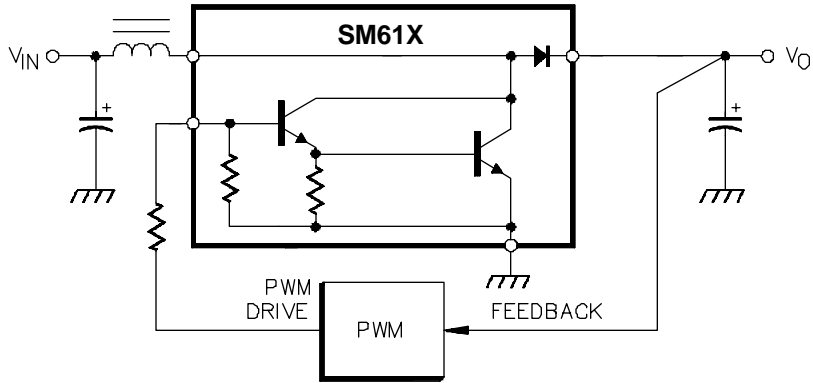 SM61X
VIN
VO
+
+
PWM
DRIVE
PWM
FEEDBACK